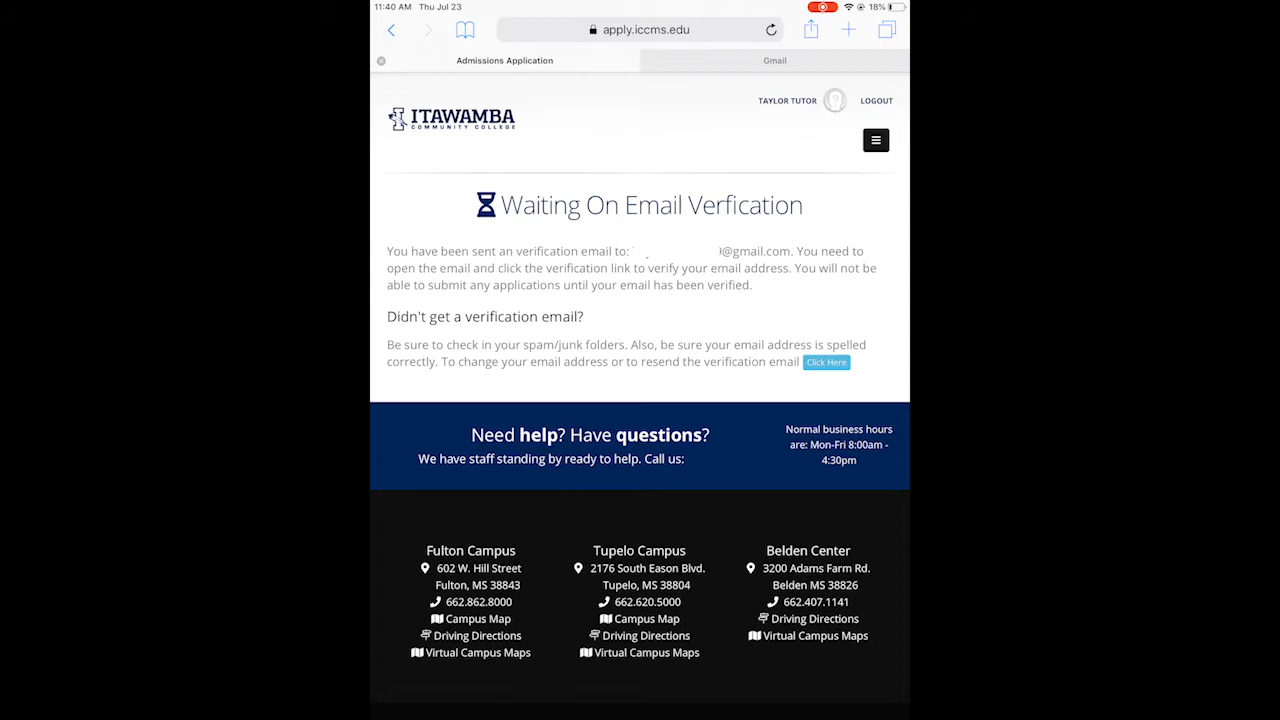 11:40 AM Thu Jul 23
18%
apply.iccms.edu
Admissions Application
Gmail
TAYLOR TUTOR
LOGOUT
ITAWAMBA
COMMUNITY COLLEGE
Waiting On Email Verfication
You have been sent an verification email to: @gmail.com. You need to
open the email and click the verification link to verify your email address. You will not be
able to submit any applications until your email has been verified.
Didn't get a verification email?
Be sure to check in your spam/junk folders. Also, be sure your email address is spelled
correctly. To change your email address or to resend the verification email Click Here
Need help? Have questions?
We have staff standing by ready to help. Call us:
Normal business hours
are: Mon-Fri 8:00am -
4:30pm
Fulton Campus
602 W. Hill Street
Fulton, MS 38843
662.862.8000
Campus Map
Driving Directions
Virtual Campus Maps
Tupelo Campus
2176 South Eason Blvd.
Tupelo, MS 38804
662.620.5000
Campus Map
Driving Directions
Virtual Campus Maps
Belden Center
3200 Adams Farm Rd.
Belden MS 38826
662.407.1141
Driving Directions
Virtual Campus Maps